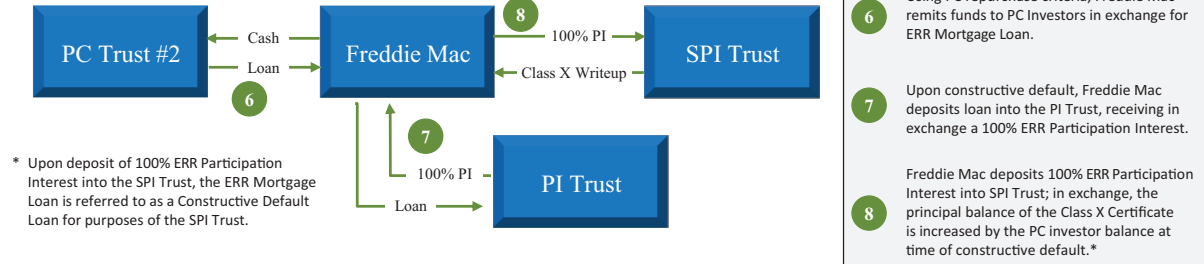 8
PC Trust #2
Cash
Loan
6
Freddie Mac
100% PI
Class X Writeup
SPI Trust
7
100% PI
Loan
PI Trust
* Upon deposit of 100% ERR Participation
Interest into the SPI Trust, the ERR Mortgage
Loan is referred to as a Constructive Default
Loan for purposes of the SPI Trust.
6
remits funds to PC Investors in exchange for
ERR Mortgage Loan.
7
Upon constructive default, Freddie Mac
deposits loan into the PI Trust, receiving in
exchange a 100% ERR Participation Interest.
8
Freddie Mac deposits 100% ERR Participation
Interest into SPI Trust; in exchange, the
principal balance of the Class X Certificate
is increased by the PC investor balance at
time of constructive default.*